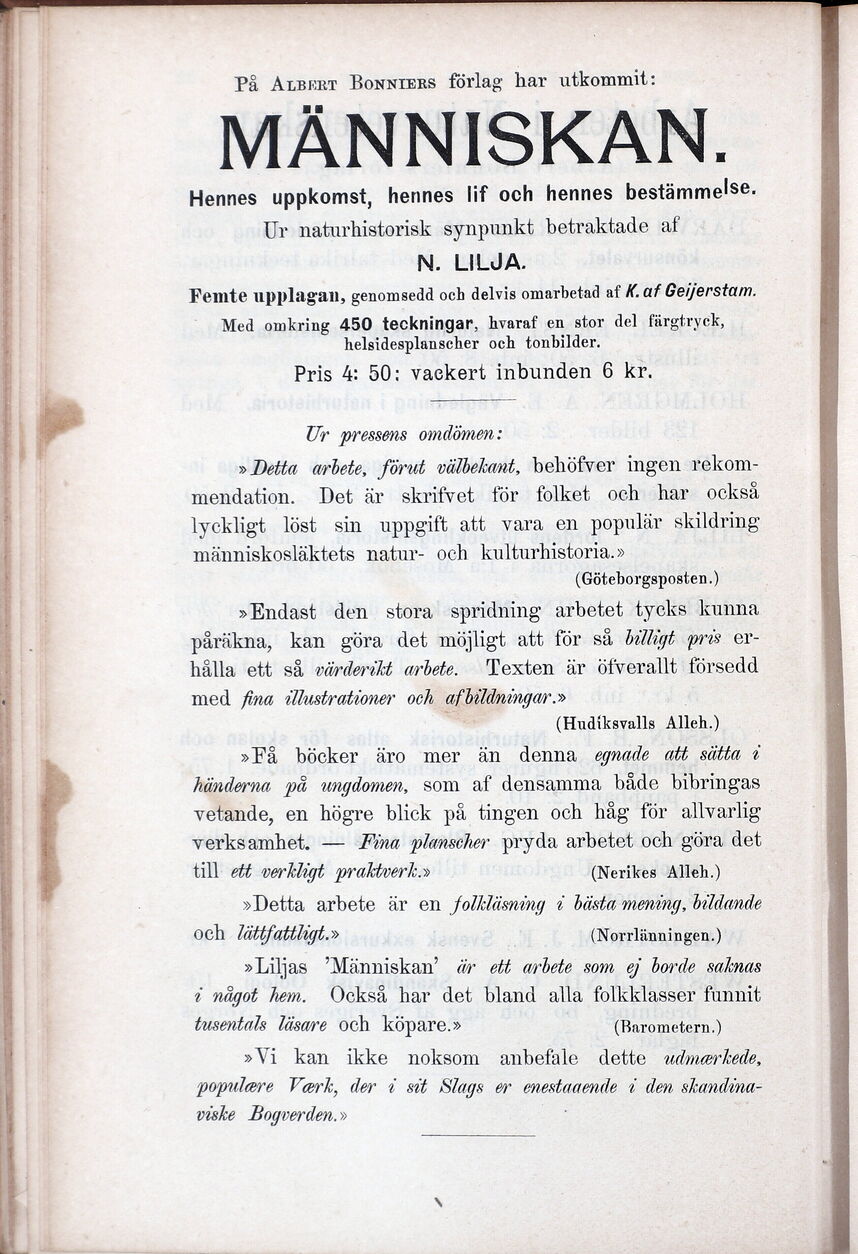 På Albert Bonniers förlag har utkommit:
MÄNNISKAN.
Hennes uppkomst, hennes lif och hennes bestämmelse.
Ur naturhistorisk synpunkt betraktade af
N. LILJA.
Femte upplagan, genomsedd och delvis omarbetad af K. af Geijerstam.
Med omkring 450 teckningar, hvaraf en stor del färgtryck,
helsidesplanscher och tonbilder.
Pris 4: 50; vackert inbunden 6 kr.
Ur pressens omdömen:
»Detta arbete, förut välbekant, behöfver ingen rekom-
mendation. Det är skrifvet för folket och har också
lyckligt löst sin uppgift att vara en populär skildring
människosläktets natur- och kulturhistoria.»
(Göteborgsposten.)
»Endast den stora spridning arbetet tycks kunna
påräkna, kan göra det möjligt att för så billigt pris er-
hålla ett så värderikt arbete. Texten är öfverallt försedd
med fina illustrationer och afbildningar.»
(Hudiksvalls Alleh.)
»Få böcker äro mer än denna egnade att sätta i
händerna på ungdomen, som af densamma både bibringas
vetande, en högre blick på tingen och håg för allvarlig
verksamhet. — Fina planscher pryda arbetet och göra det
till ett verkligt praktverk.» (Nerikes Alleh.)
»Detta arbete är en folkläsning i bästa mening, bildande
och lättfattligt.» (Norrlänningen.)
»Liljas 'Människan' är ett arbete som ej borde saknas
i något hem. Också har det bland alla folkklasser funnit
tusentals läsare och köpare.» (Barometern.)
»Vi kan ikke noksom anbefale dette udmærkede,
populære Værk, der i sit Slags er enestaaende i den skandina-
viske Bogverden.»